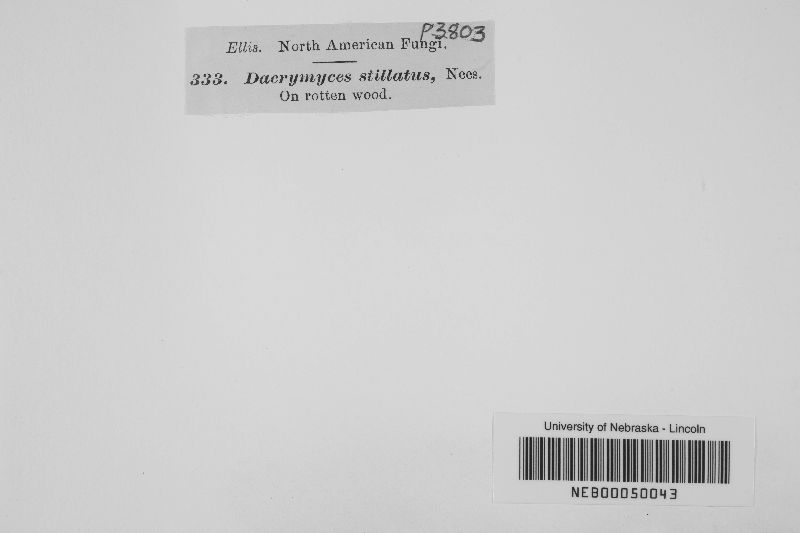 P3803
Ellis. North American Fungi.
333. Dacrymyces stillatus, Nees.
On rotten wood.
University of Nebraska - Lincoln
NEB00050043